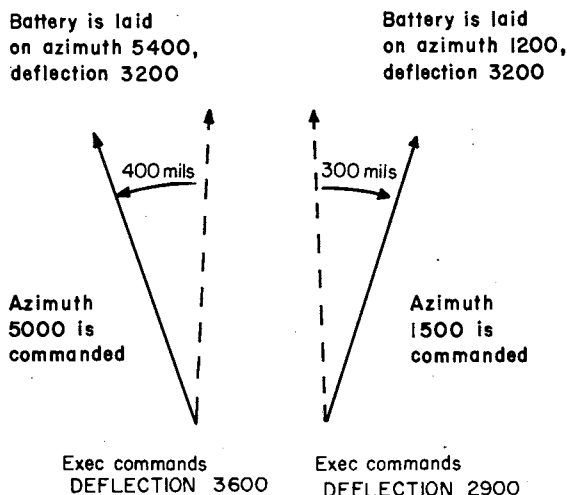 Battery is laid
on azimuth 5400,
deflection 3200
Battery is laid
on azimuth 1200,
deflection 3200
400 mils
300 mils
Azimuth
5000 is
commanded
Azimuth
1500 is
commanded
Exec commands
DEFLECTION 3600
Exec commands
DEFLECTION 2900